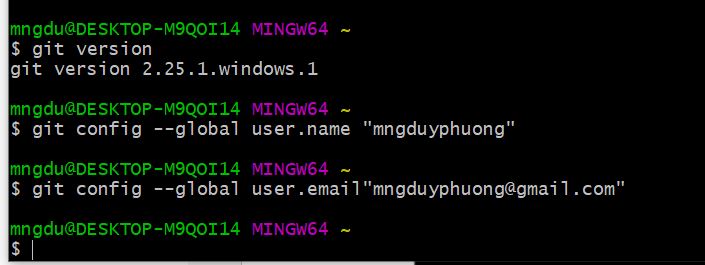 mngdu@DESKTOP-M9QOI14 MINGW64 ~
$ git version
git version 2.25.1.windows.1
mngdu@DESKTOP-M9QOI14 MINGW64 ~
$ git config --global user.name "mngduyphuong"
mngdu@DESKTOP-M9QOI14 MINGW64 ~
$ git config --global user.email"mngduyphuong@gmail.com"
mngdu@DESKTOP-M9QOI14 MINGW64 ~
$